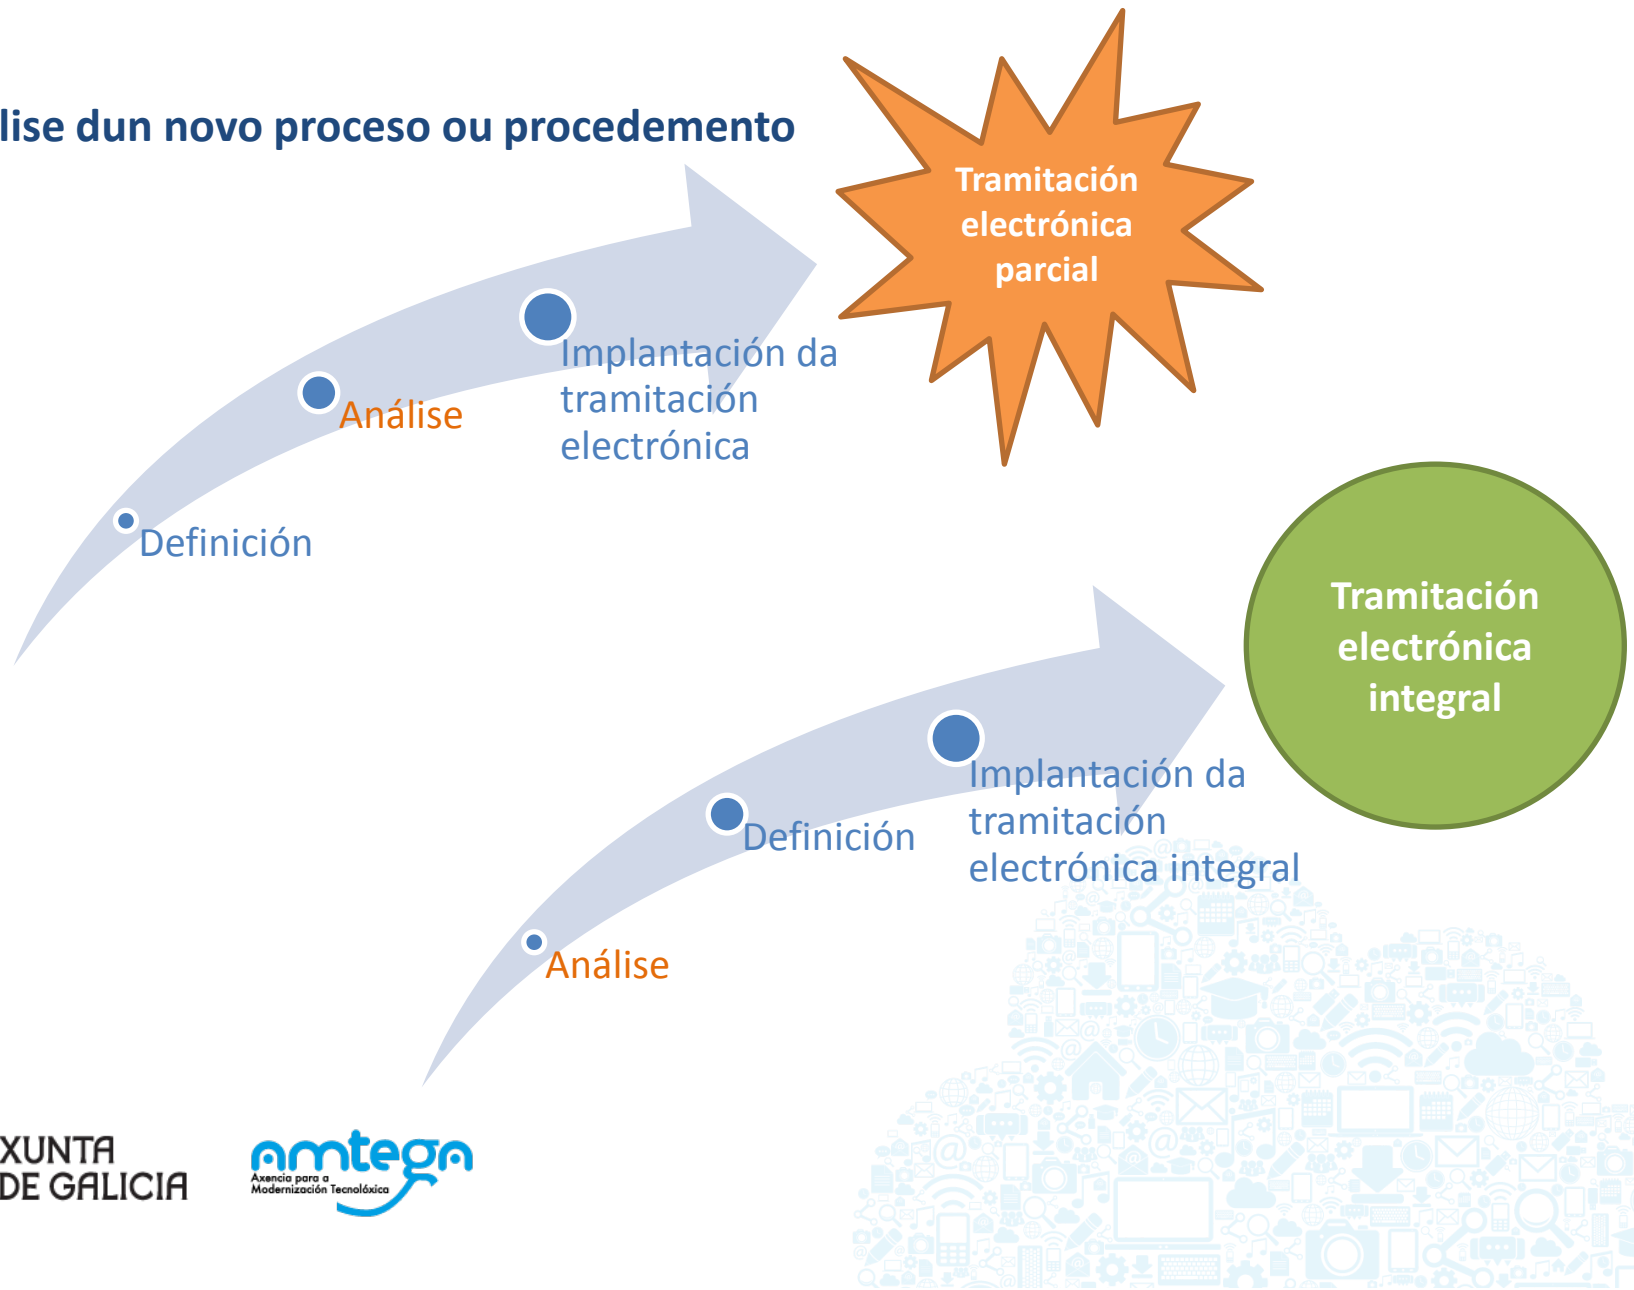 lise dun novo proceso ou procedemento
Tramitación
electrónica
parcial
Implantación da
tramitación
electrónica
Análise
Definición
Tramitación
electrónica
integral
Implantación da
tramitación
electrónica integral
Definición
Análise
XUNTA
DE GALICIA
amtega
Axencia para a
Modernización Tecnolóxica